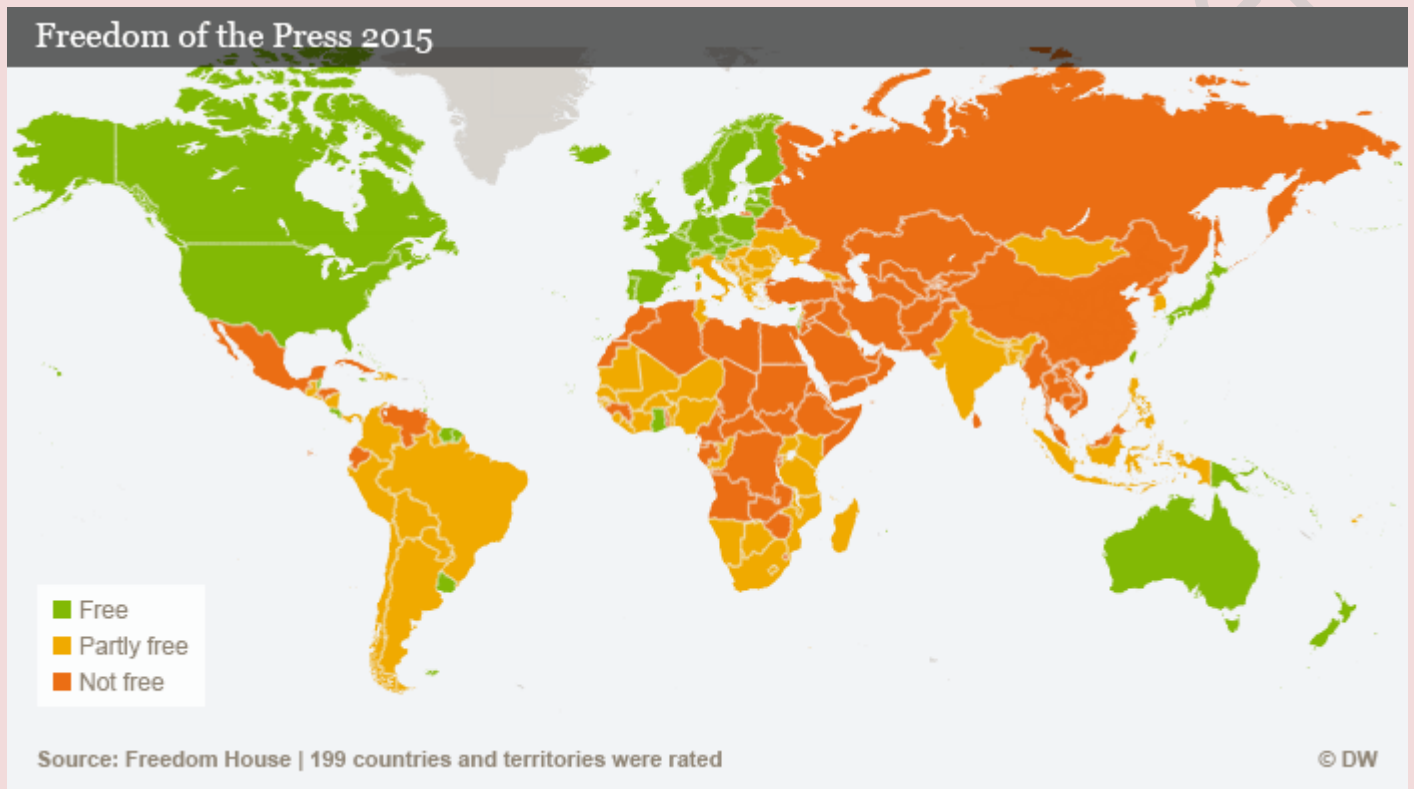 Freedom of the Press 2015
Free
Partly free
Not free
Source: Freedom House | 199 countries and territories were rated
© DW